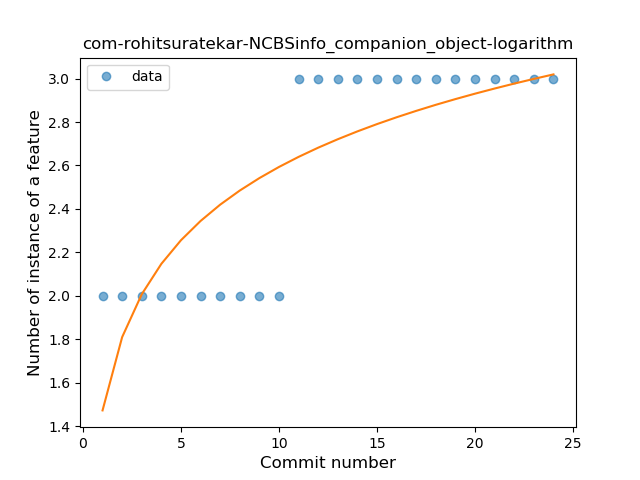 com-rohitsuratekar-NCBSinfo_companion_object-logarithm
data
Number of instance of a feature
3.0
2.8
2.6
2.4
2.2
2.0
1.8
1.6
1.4
0 5 10 15 20 25
Commit number